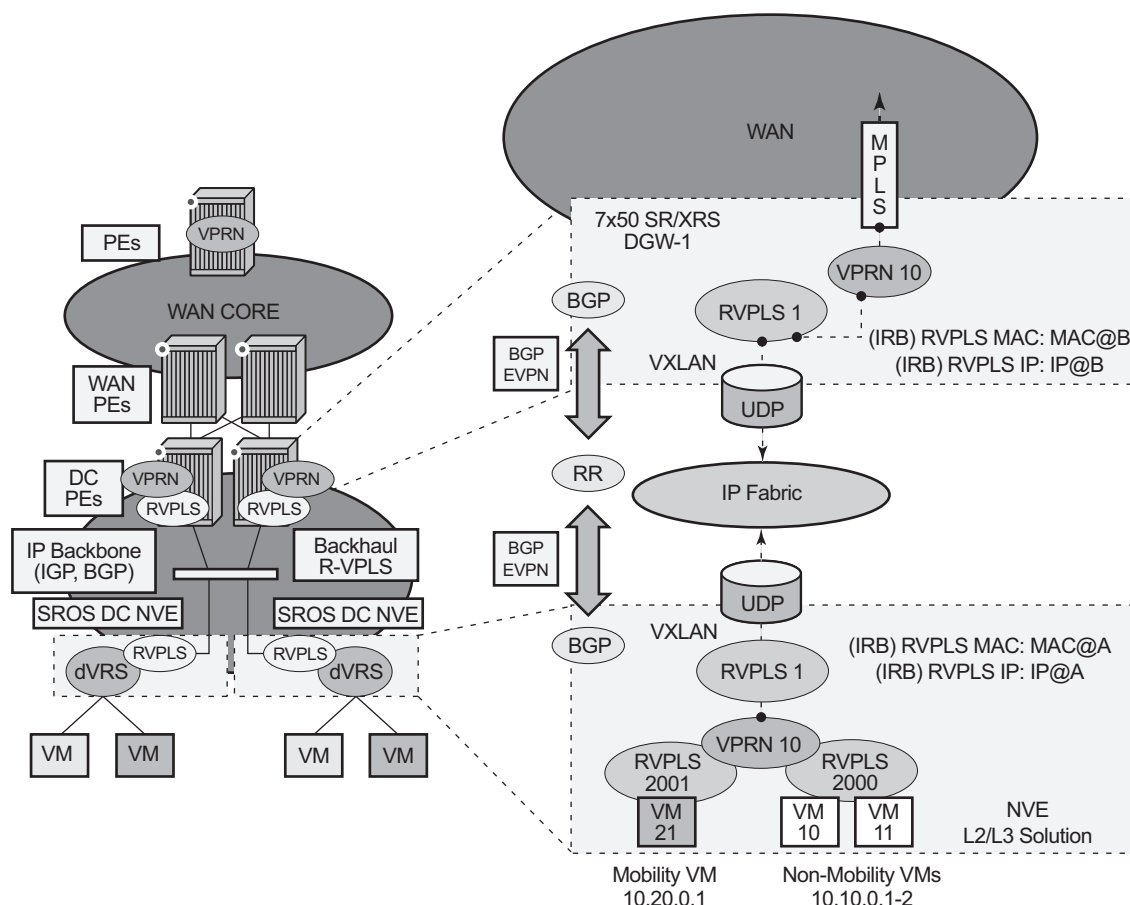 PEs
VPRN
WAN CORE
WAN
PEs
DC
PEs
VPRN
VPRN
RVPLS
RVPLS
IP Backbone
(IGP, BGP)
Backhaul
R-VPLS
SROS DC NVE
SROS DC NVE
RVPLS
RVPLS
dVRS
dVRS
VM
VM
VM
VM
WAN
MPLS
7x50 SR/XRS
DGW-1
VPRN 10
BGP
RVPLS 1
(IRB) RVPLS MAC: MAC@B
(IRB) RVPLS IP: IP@B
BGP
EVPN
VXLAN
UDP
RR
IP Fabric
BGP
EVPN
UDP
VXLAN
BGP
(IRB) RVPLS MAC: MAC@A
(IRB) RVPLS IP: IP@A
RVPLS 1
VPRN 10
RVPLS
2001
RVPLS
2000
VM
21
VM
10
VM
11
NVE
L2/L3 Solution
Mobility VM
10.20.0.1
Non-Mobility VMs
10.10.0.1-2